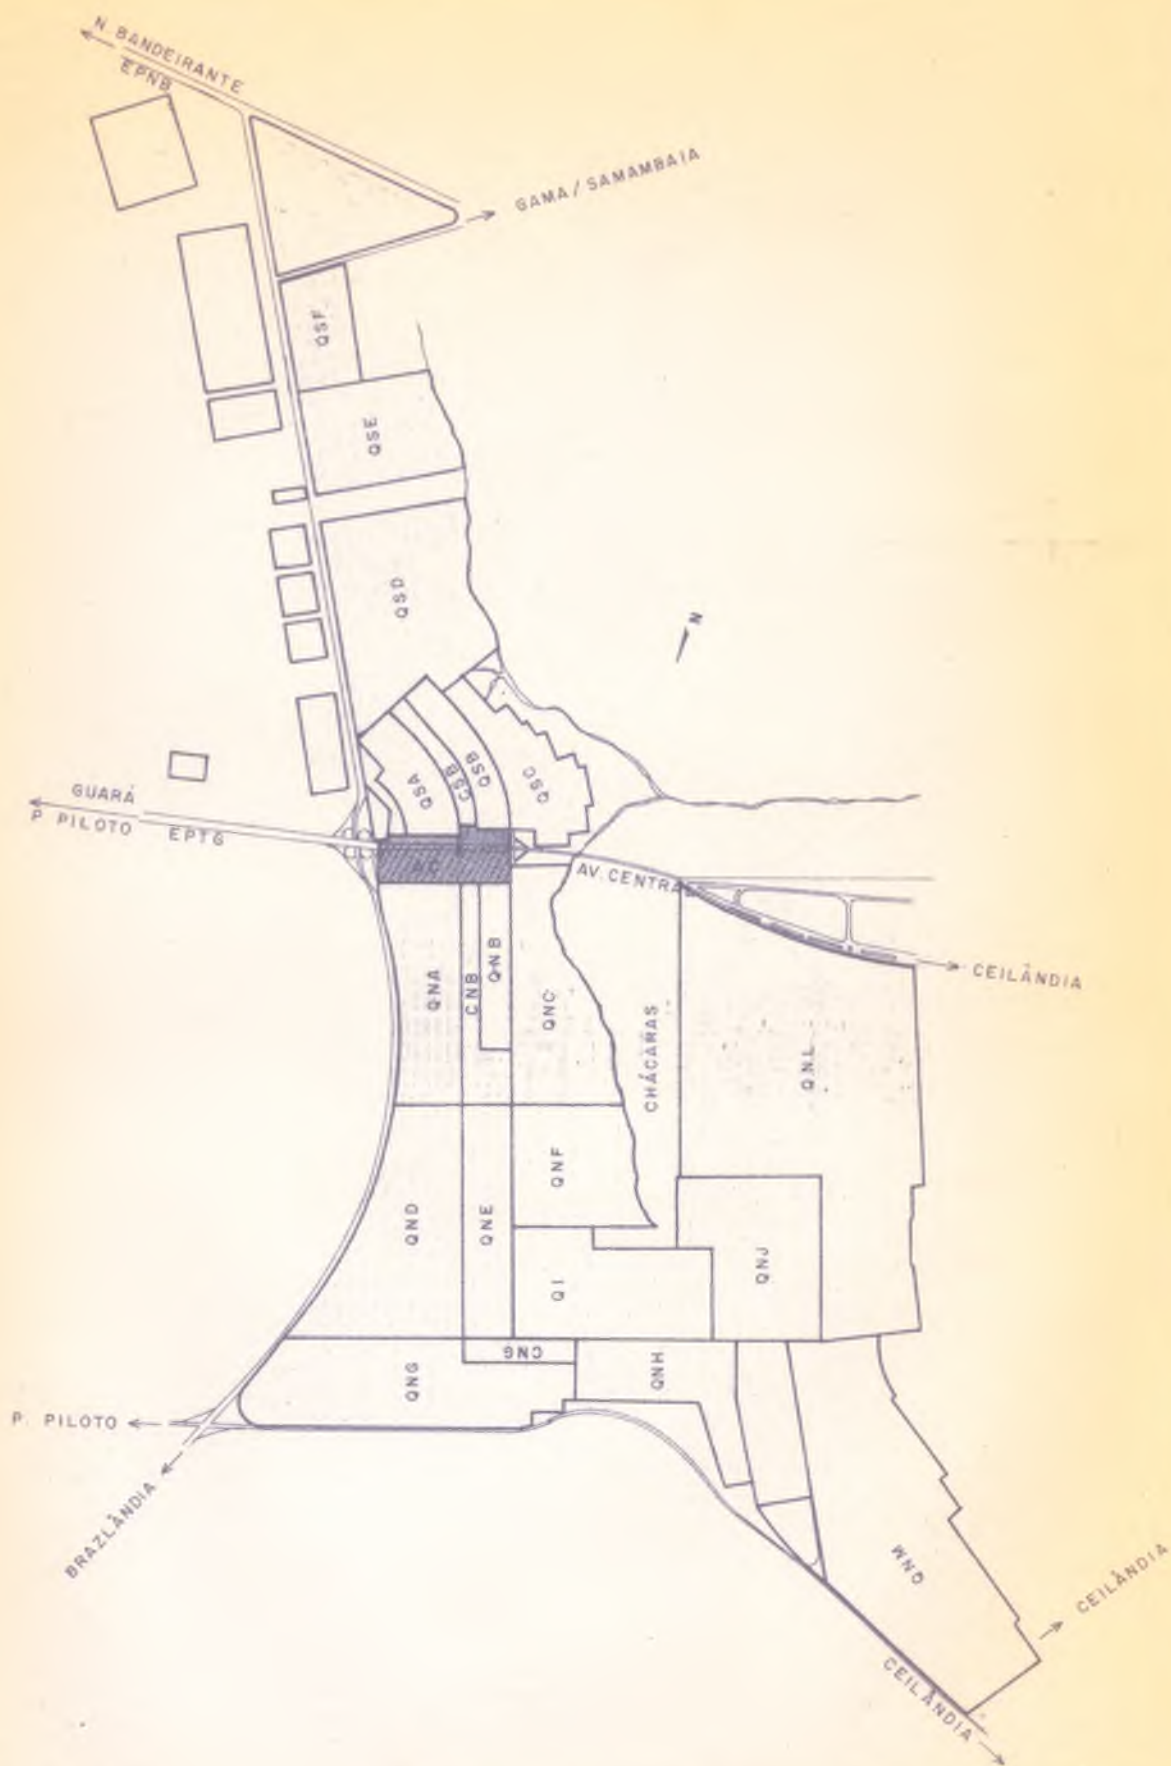 N. BANDEIRANTE
EPNB
GAMA / SAMAMBAIA
QSF
QSE
QSD
N
QSA
CSB
QSB
QSC
GUARÁ
P. PILOTO EPTG
AV. CENTRAL
CEILÂNDIA
QNA
CNB
QNB
QNC
CHÁCARAS
QNL
QND
QNE
QNF
QI
QNJ
CNG
QNG
QNH
P. PILOTO
BRAZLÂNDIA
QNM
CEILÂNDIA
CEILÂNDIA